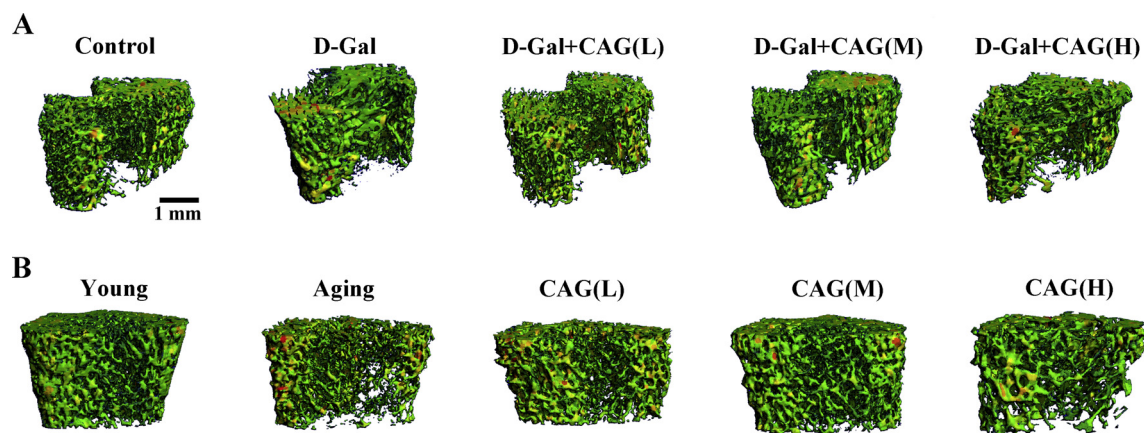 A
Control D-Gal D-Gal+CAG(L) D-Gal+CAG(M) D-Gal+CAG(H)
1 mm
B
Young Aging CAG(L) CAG(M) CAG(H)